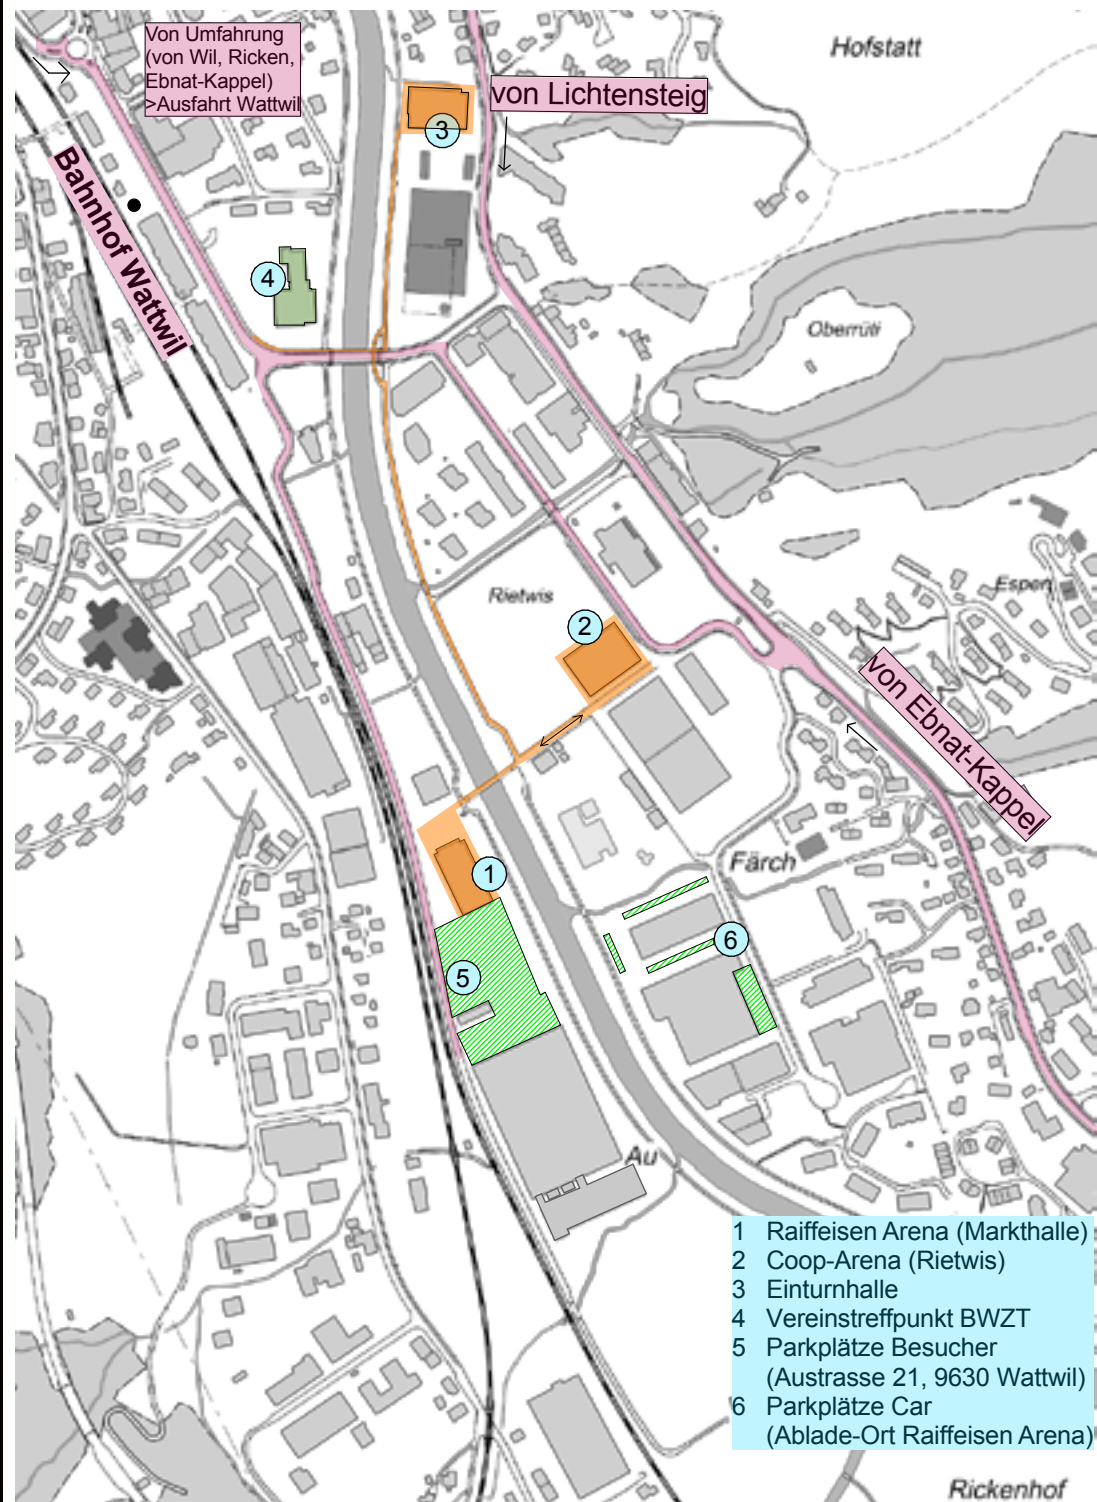 Von Umfahrung
(von Wil, Ricken,
Ebnat-Kappel)
>Ausfahrt Wattwil
Hofstatt
von Lichtensteig
3
Bahnhof Wattwil
4
Oberrüti
Rietwis
Espen
2
von Ebnat-Kappel
Färch
1
6
5
Au
1 Raiffeisen Arena (Markthalle)
2 Coop-Arena (Rietwis)
3 Einturnhalle
4 Vereinstreffpunkt BWZT
5 Parkplätze Besucher
(Austrasse 21, 9630 Wattwil)
6 Parkplätze Car
(Ablade-Ort Raiffeisen Arena)
Rickenhof